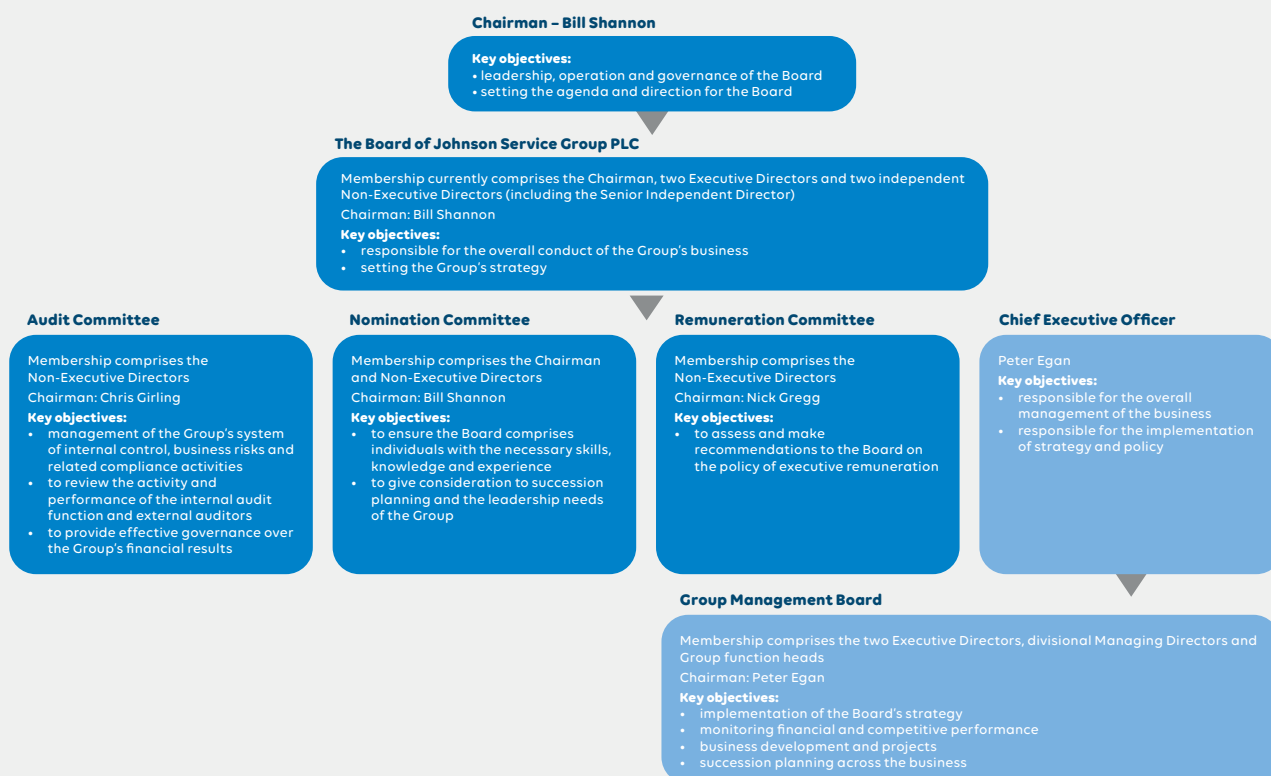 Chairman – Bill Shannon
Key objectives:
• leadership, operation and governance of the Board
• setting the agenda and direction for the Board
The Board of Johnson Service Group PLC
Membership currently comprises the Chairman, two Executive Directors and two independent
Non-Executive Directors (including the Senior Independent Director)
Chairman: Bill Shannon
Key objectives:
• responsible for the overall conduct of the Group's business
• setting the Group's strategy
Audit Committee
Membership comprises the
Non-Executive Directors
Chairman: Chris Girling
Key objectives:
• management of the Group's system
of internal control, business risks and
related compliance activities
• to review the activity and
performance of the internal audit
function and external auditors
• to provide effective governance over
the Group's financial results
Nomination Committee
Membership comprises the Chairman
and Non-Executive Directors
Chairman: Bill Shannon
Key objectives:
• to ensure the Board comprises
individuals with the necessary skills,
knowledge and experience
• to give consideration to succession
planning and the leadership needs
of the Group
Remuneration Committee
Membership comprises the
Non-Executive Directors
Chairman: Nick Gregg
Key objectives:
• to assess and make
recommendations to the Board on
the policy of executive remuneration
Chief Executive Officer
Peter Egan
Key objectives:
• responsible for the overall
management of the business
• responsible for the implementation
of strategy and policy
Group Management Board
Membership comprises the two Executive Directors, divisional Managing Directors and
Group function heads
Chairman: Peter Egan
Key objectives:
• implementation of the Board's strategy
• monitoring financial and competitive performance
• business development and projects
• succession planning across the business